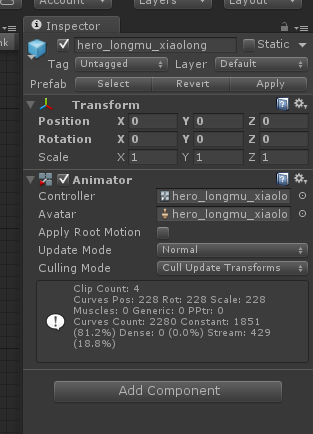 Account
Layers
Layout
Inspector
hero_longmu_xiaolong
Static
Tag Untagged Layer Default
Prefab Select Revert Apply
Transform
Position X 0 Y 0 Z 0
Rotation X 0 Y 0 Z 0
Scale X 1 Y 1 Z 1
Animator
Controller hero_longmu_xiaolo
Avatar hero_longmu_xiaolo
Apply Root Motion
Update Mode Normal
Culling Mode Cull Update Transforms
Clip Count: 4
Curves Pos: 228 Rot: 228 Scale: 228
Muscles: 0 Generic: 0 PPtr: 0
Curves Count: 2280 Constant: 1851
(81.2%) Dense: 0 (0.0%) Stream: 429
(18.8%)
Add Component